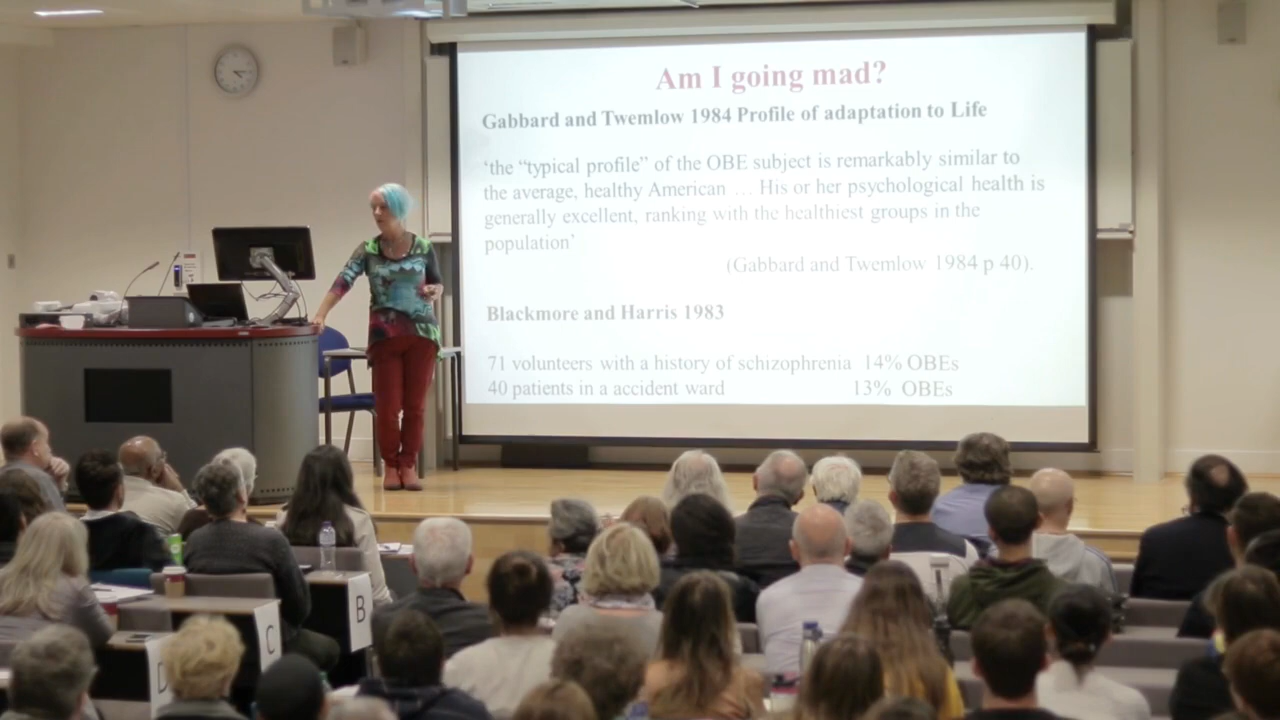 Am I going mad?
Gabbard and Twemlow 1984 Profile of adaptation to Life
‘the “typical profile” of the OBE subject is remarkably similar to
the average, healthy American … His or her psychological health is
generally excellent, ranking with the healthiest groups in the
population’
(Gabbard and Twemlow 1984 p 40).
Blackmore and Harris 1983
71 volunteers with a history of schizophrenia 14% OBEs
40 patients in a accident ward 13% OBEs
B
C
D